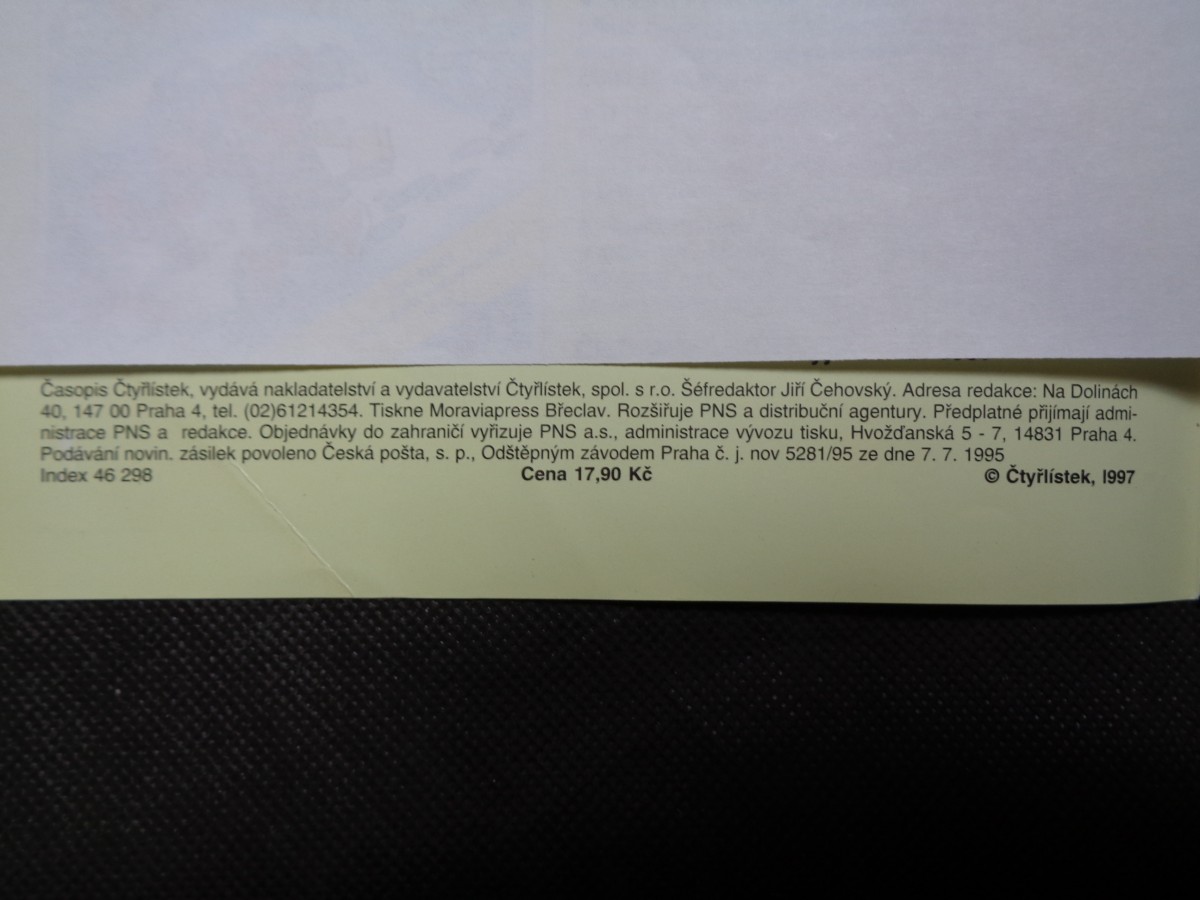 Časopis Čtyřlístek, vydává nakladatelství a vydavatelství Čtyřlístek, spol. s r.o. Šéfredaktor Jiří Čehovský. Adresa redakce: Na Dolinách
40, 147 00 Praha 4, tel. (02)61214354. Tiskne Moraviapress Břeclav. Rozšiřuje PNS a distribuční agentury. Předplatné přijímají admi-
nistrace PNS a redakce. Objednávky do zahraničí vyřizuje PNS a.s., administrace vývozu tisku, Hvožďanská 5 - 7, 14831 Praha 4.
Podávání novin. zásilek povoleno Česká pošta, s. p., Odštěpným závodem Praha č. j. nov 5281/95 ze dne 7. 7. 1995
Index 46 298 Cena 17,90 Kč © Čtyřlístek, I997